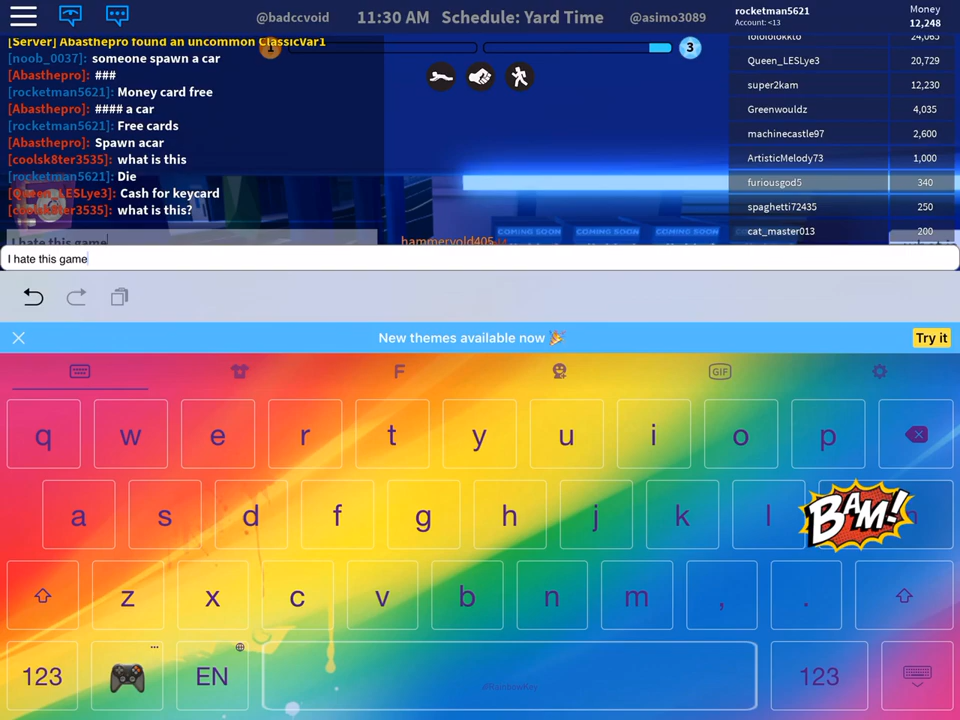 @badccvoid 11:30 AM Schedule: Yard Time @asimo3089
rocketman5621
Account: <13
Money
12,248
[Server] Abasthepro found an uncommon ClassicVar1
[noob_0037]: someone spawn a car
[Abasthepro]: ###
[rocketman5621]: Money card free
[Abasthepro]: #### a car
[rocketman5621]: Free cards
[Abasthepro]: Spawn acar
[coolsk8ter3535]: what is this
[rocketman5621]: Die
[Queen_LESLye3]: Cash for keycard
[coolsk8ter3535]: what is this?
1
3
24,065
Queen_LESLye3 20,729
super2kam 12,230
Greenwouldz 4,035
machinecastle97 2,600
ArtisticMelody73 1,000
furiousgod5 340
spaghetti72435 250
cat_master013 200
COMING SOON COMING SOON COMING SOON
I hate this game
I hate this game
New themes available now 🎉
Try it
F GIF
q w e r t y u i o p
a s d f g h j k l BAM!
z x c v b n m , .
123 EN 123